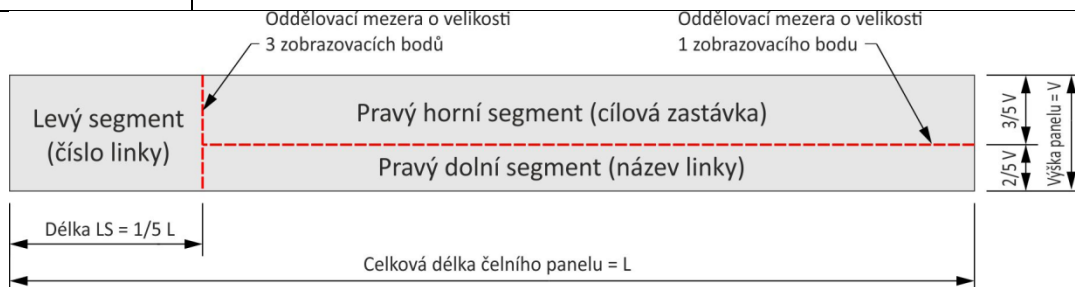 Oddělovací mezera o velikosti
3 zobrazovacích bodů
Oddělovací mezera o velikosti
1 zobrazovacího bodu
Levý segment
(číslo linky)
Pravý horní segment (cílová zastávka)
Pravý dolní segment (název linky)
3/5 V
2/5 V
Výška panelu = V
Délka LS = 1/5 L
Celková délka čelního panelu = L